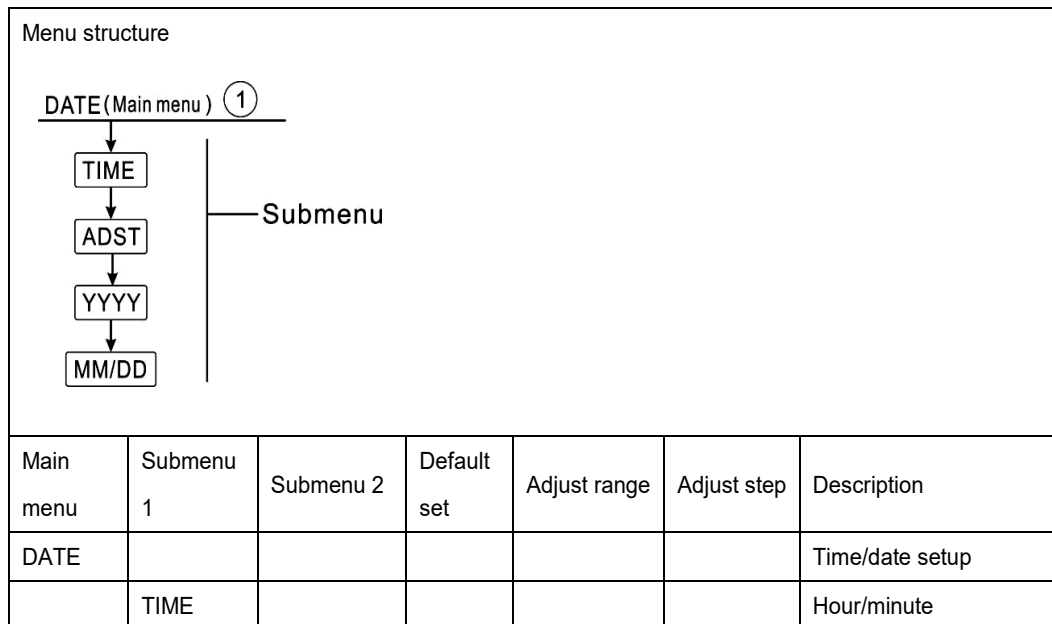 Menu structure
DATE(Main menu) ①
TIME
ADST
YYYY
MM/DD
Submenu
Main menu Submenu 1 Submenu 2 Default set Adjust range Adjust step Description
DATE Time/date setup
TIME Hour/minute